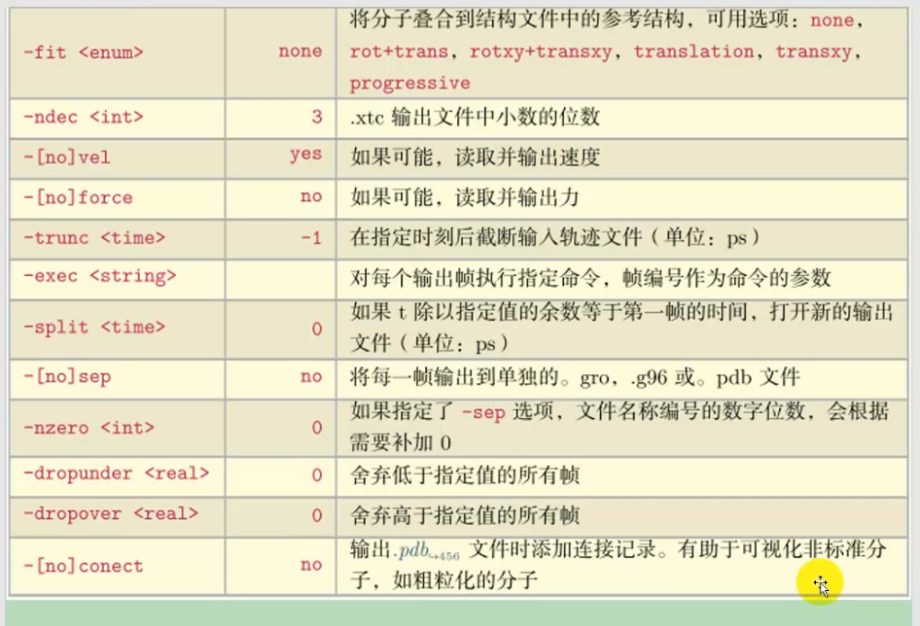 将分子叠合到结构文件中的参考结构，可用选项：none，
-fit <enum> none rot+trans，rotxy+transxy，translation，transxy，
progressive
-ndec <int> 3 .xtc 输出文件中小数的位数
-[no]vel yes 如果可能，读取并输出速度
-[no]force no 如果可能，读取并输出力
-trunc <time> -1 在指定时刻后截断输入轨迹文件（单位：ps）
-exec <string> 对每个输出帧执行指定命令，帧编号作为命令的参数
-split <time> 0 如果 t 除以指定值的余数等于第一帧的时间，打开新的输出
文件（单位：ps）
-[no]sep no 将每一帧输出到单独的。gro，.g96 或。pdb 文件
-nzero <int> 0 如果指定了 -sep 选项，文件名称编号的数字位数，会根据
需要补加 0
-dropunder <real> 0 舍弃低于指定值的所有帧
-dropover <real> 0 舍弃高于指定值的所有帧
-[no]conect no 输出.pdb→456 文件时添加连接记录。有助于可视化非标准分
子，如粗粒化的分子